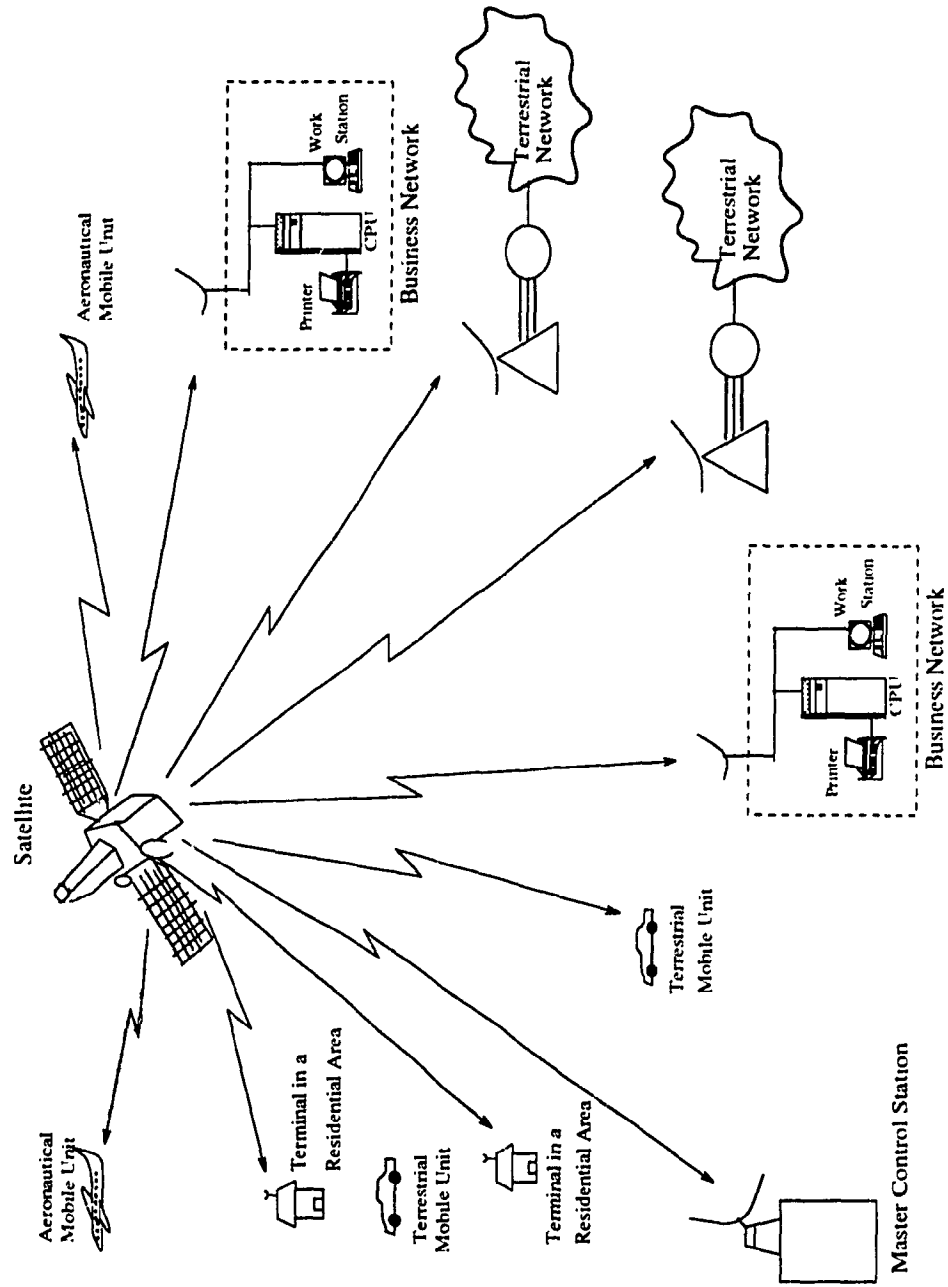 Satellite
Aeronautical
Mobile Unit
Aeronautical
Mobile Unit
Terminal in a
Residential Area
Terrestrial
Mobile Unit
Terminal in a
Residential Area
Master Control Station
Terrestrial
Mobile Unit
Printer
CPU
Work
Station
Business Network
Terrestrial
Network
Terrestrial
Network
Printer
CPU
Work
Station
Business Network